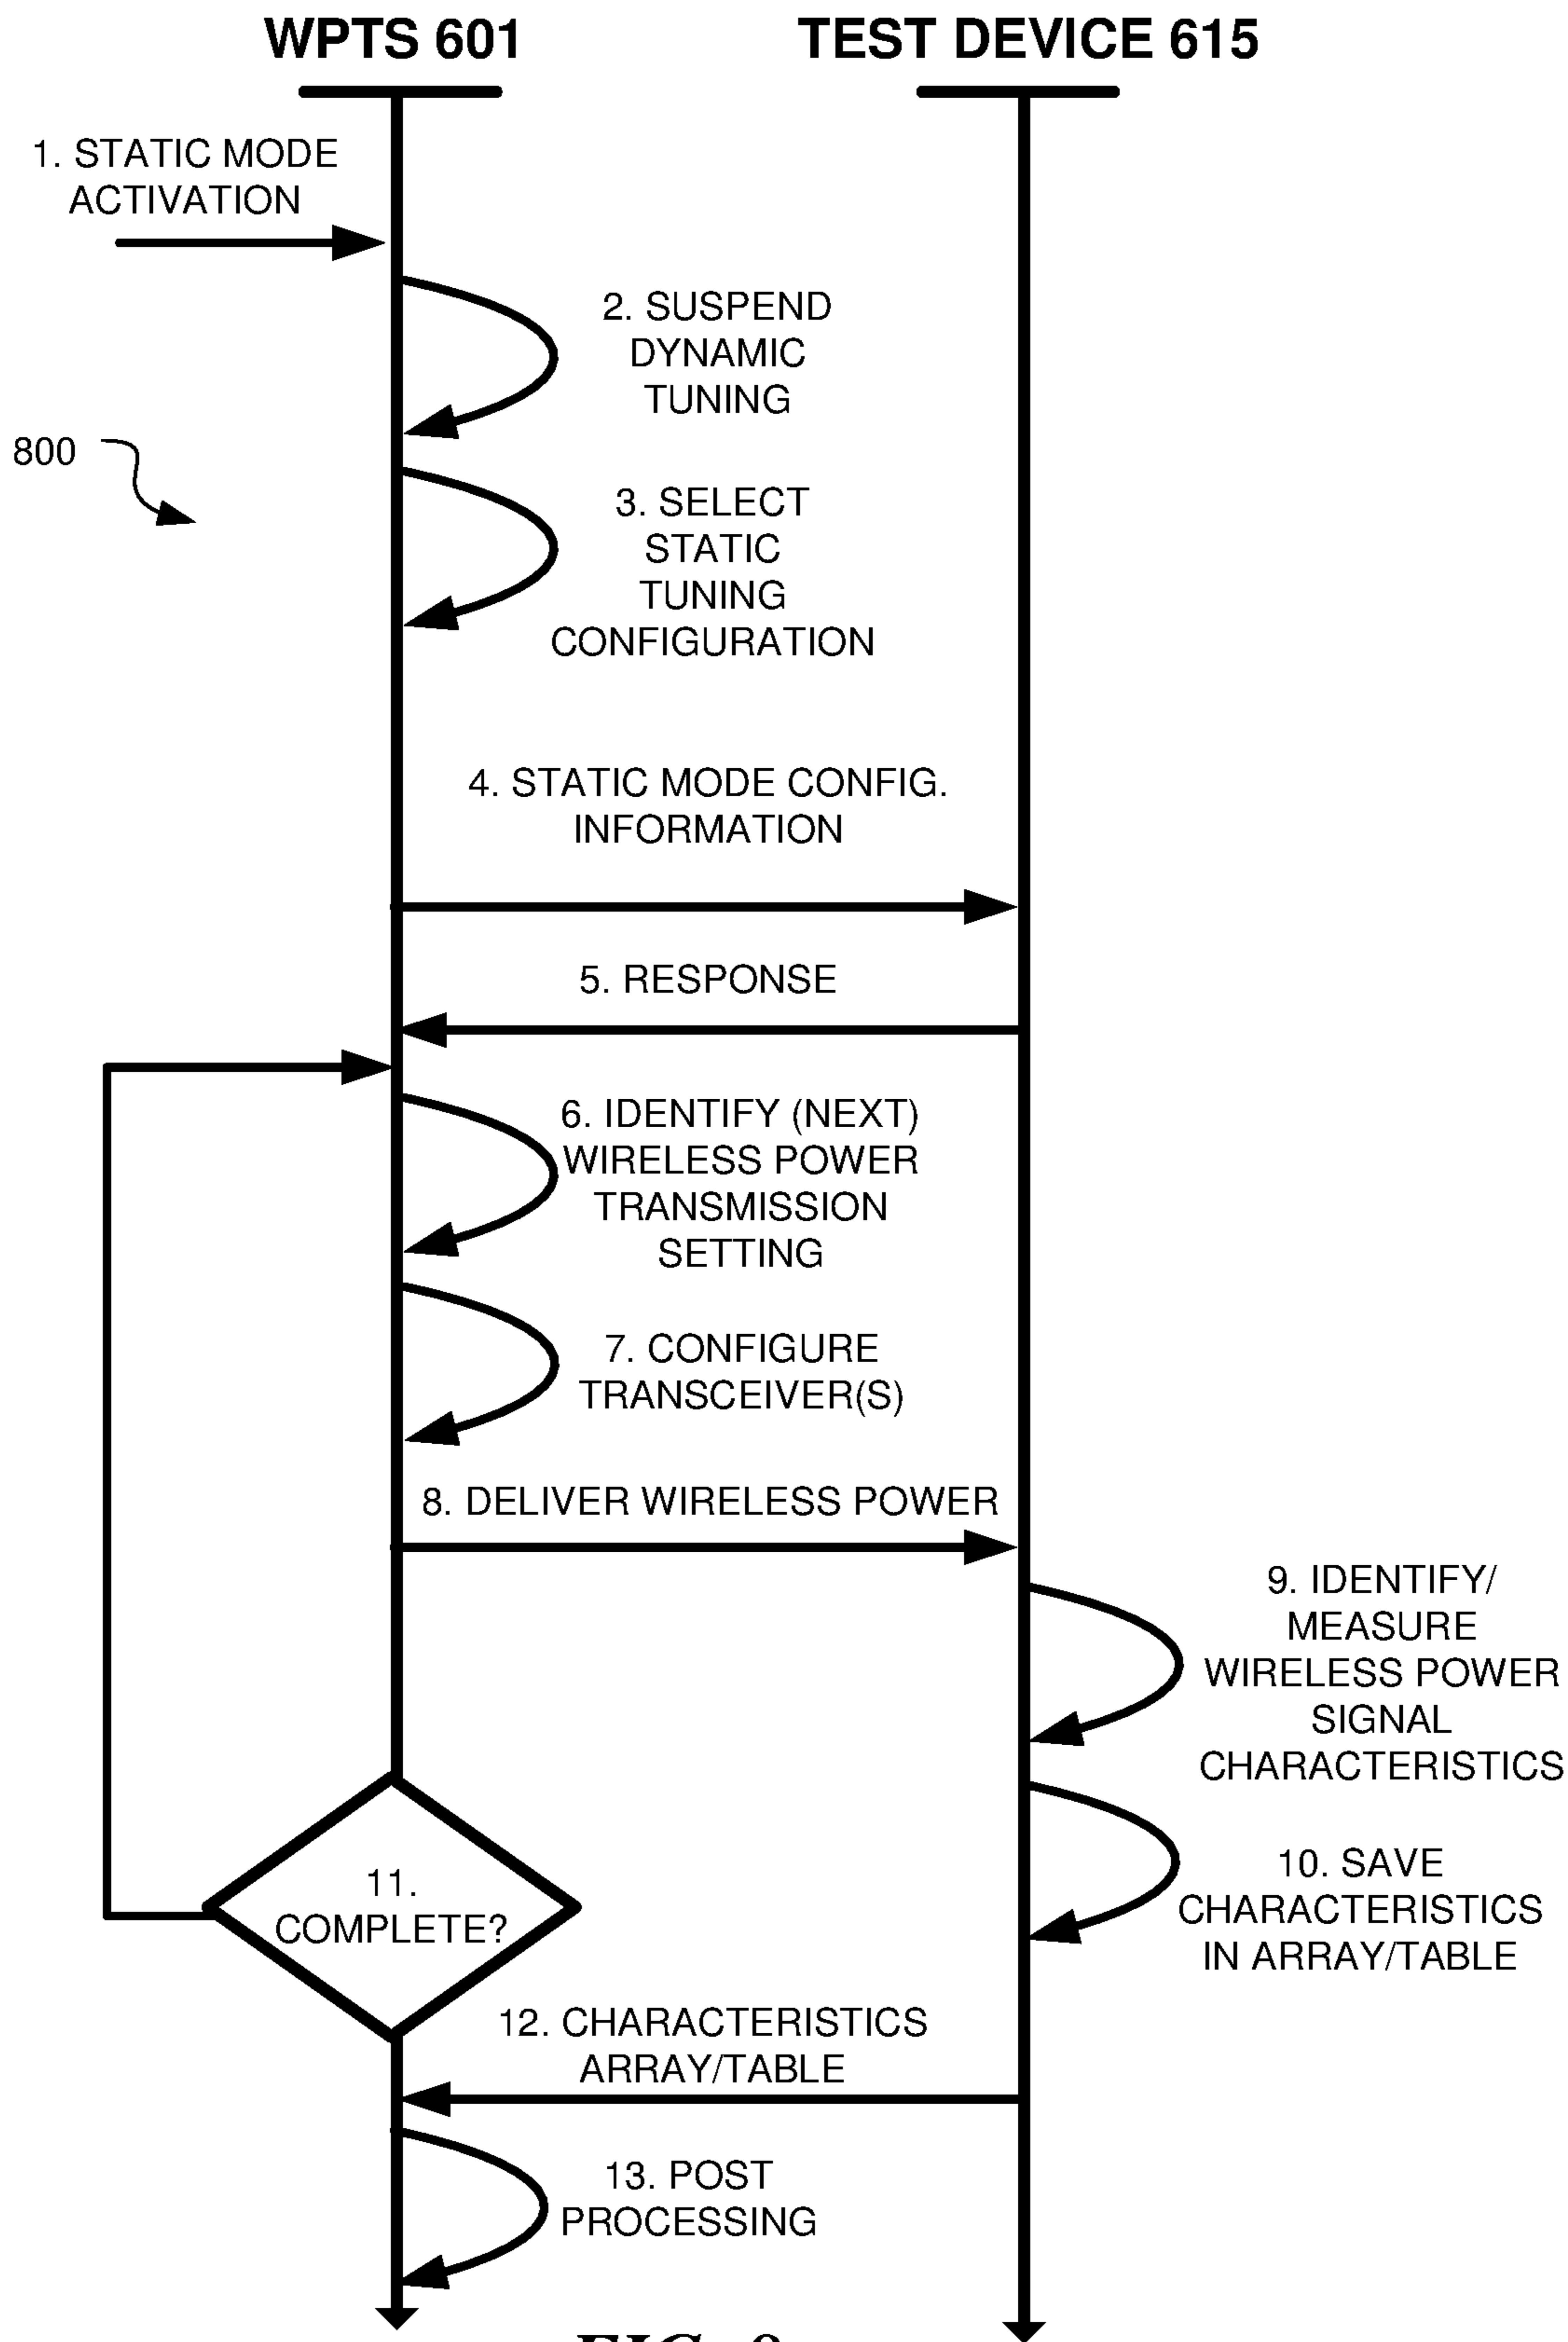 WPTS 601
TEST DEVICE 615
1. STATIC MODE
ACTIVATION
2. SUSPEND
DYNAMIC
TUNING
800
3. SELECT
STATIC
TUNING
CONFIGURATION
4. STATIC MODE CONFIG.
INFORMATION
5. RESPONSE
6. IDENTIFY (NEXT)
WIRELESS POWER
TRANSMISSION
SETTING
7. CONFIGURE
TRANSCEIVER(S)
8. DELIVER WIRELESS POWER
9. IDENTIFY/
MEASURE
WIRELESS POWER
SIGNAL
CHARACTERISTICS
10. SAVE
CHARACTERISTICS
IN ARRAY/TABLE
11.
COMPLETE?
12. CHARACTERISTICS
ARRAY/TABLE
13. POST
PROCESSING